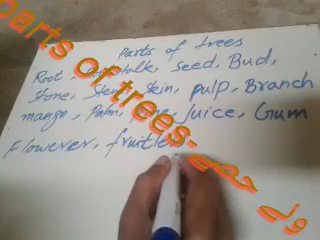 Parts of trees
Root, stalk, Seed, Bud,
Stone, Stem, Skin, pulp, Branch
mango, Palm, Juice, Gum
Flowerer, fruitle
parts of trees-